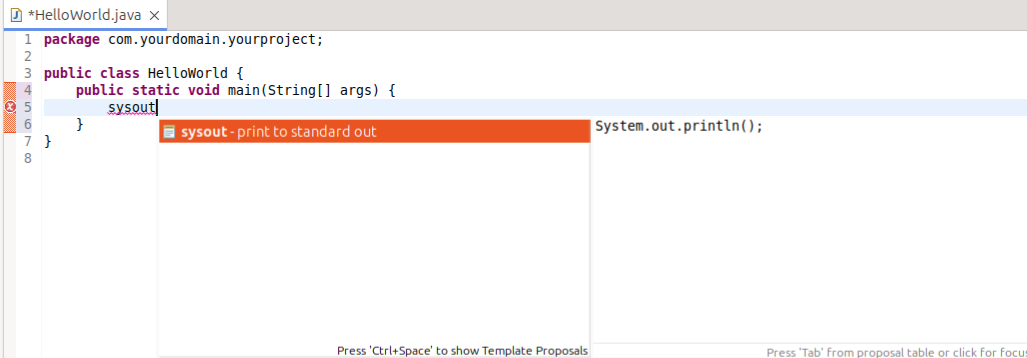 *HelloWorld.java
1 package com.yourdomain.yourproject;
2
3 public class HelloWorld {
4 public static void main(String[] args) {
5 sysout
sysout - print to standard out
System.out.println();
6 }
7 }
8
Press 'Ctrl+Space' to show Template Proposals
Press 'Tab' from proposal table or click for focus